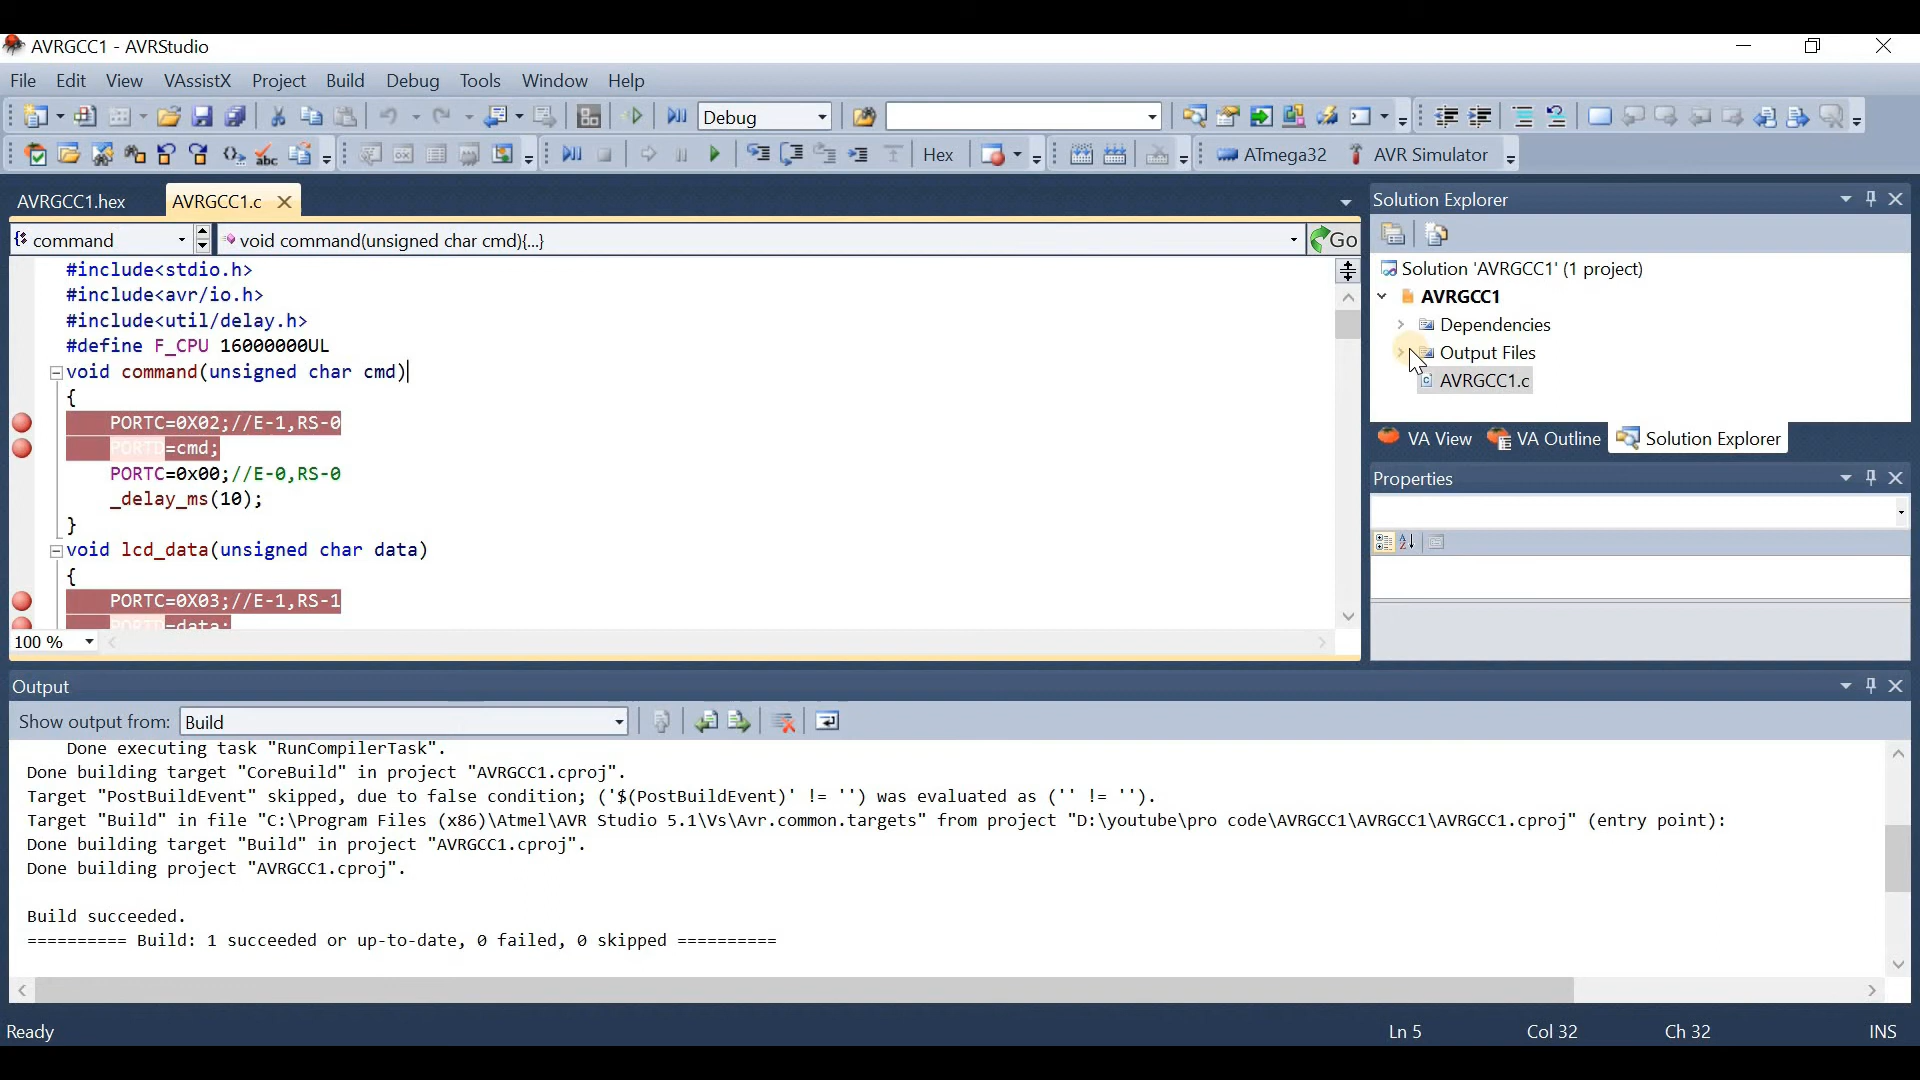 AVRGCC1 - AVRStudio
File Edit View VAssistX Project Build Debug Tools Window Help
Debug
Hex ATmega32 AVR Simulator
AVRGCC1.hex AVRGCC1.c
command void command(unsigned char cmd){...} Go
#include<stdio.h>
#include<avr/io.h>
#include<util/delay.h>
#define F_CPU 16000000UL
void command(unsigned char cmd)
{
PORTC=0X02;//E-1,RS-0
PORTD=cmd;
PORTC=0x00;//E-0,RS-0
_delay_ms(10);
}
void lcd_data(unsigned char data)
{
PORTC=0X03;//E-1,RS-1
PORTD=data;
100 %
Solution Explorer
Solution 'AVRGCC1' (1 project)
AVRGCC1
Dependencies
Output Files
AVRGCC1.c
VA View VA Outline Solution Explorer
Properties
Output
Show output from: Build
Done executing task "RunCompilerTask".
Done building target "CoreBuild" in project "AVRGCC1.cproj".
Target "PostBuildEvent" skipped, due to false condition; ('$(PostBuildEvent)' != '') was evaluated as ('' != '').
Target "Build" in file "C:\Program Files (x86)\Atmel\AVR Studio 5.1\Vs\Avr.common.targets" from project "D:\youtube\pro code\AVRGCC1\AVRGCC1\AVRGCC1.cproj" (entry point):
Done building target "Build" in project "AVRGCC1.cproj".
Done building project "AVRGCC1.cproj".
Build succeeded.
========== Build: 1 succeeded or up-to-date, 0 failed, 0 skipped ==========
Ready Ln 5 Col 32 Ch 32 INS